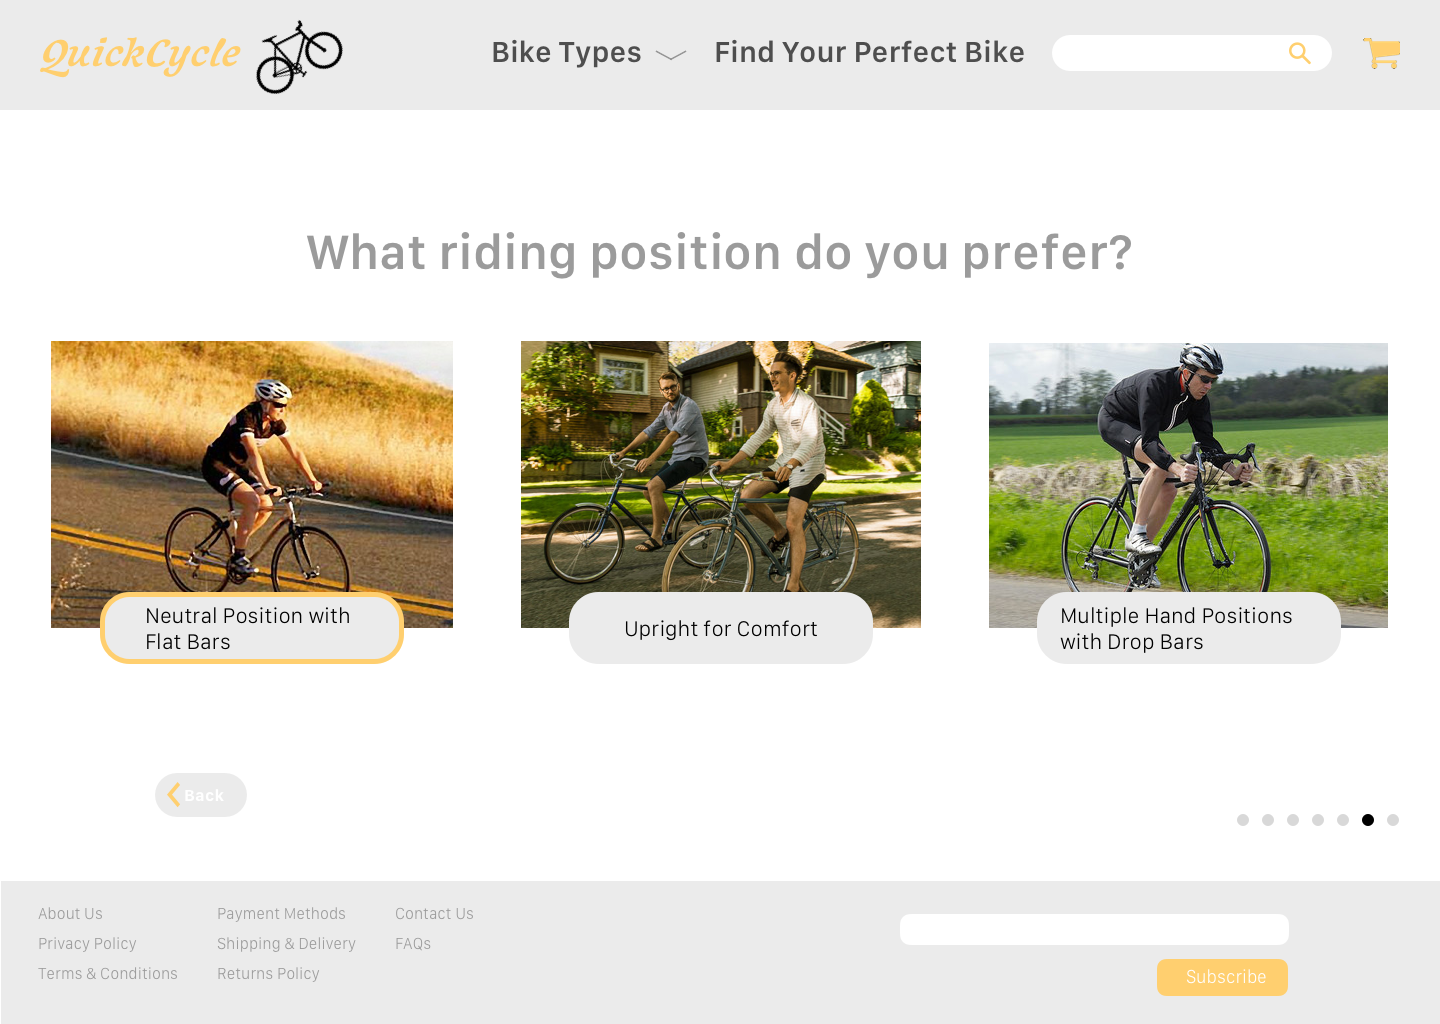 QuickCycle
Bike Types
Find Your Perfect Bike
What riding position do you prefer?
Neutral Position with
Flat Bars
Upright for Comfort
Multiple Hand Positions
with Drop Bars
Back
About Us
Payment Methods
Contact Us
Privacy Policy
Shipping & Delivery
FAQs
Terms & Conditions
Returns Policy
Subscribe